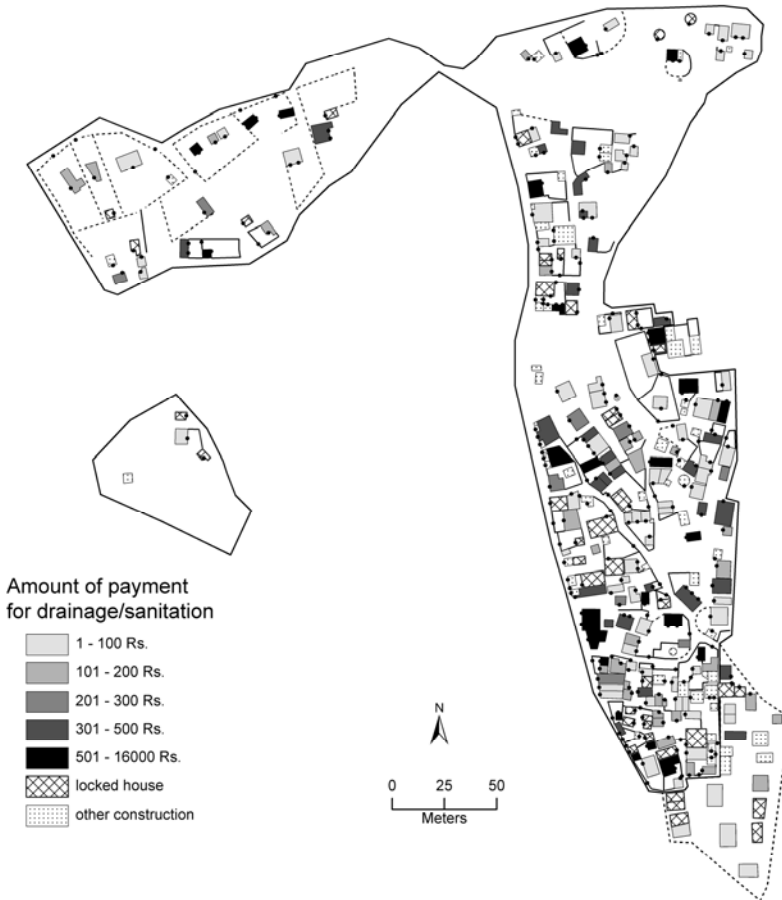 Amount of payment
for drainage/sanitation
1 - 100 Rs.
101 - 200 Rs.
201 - 300 Rs.
301 - 500 Rs.
501 - 16000 Rs.
locked house
other construction
N
0 25 50
Meters